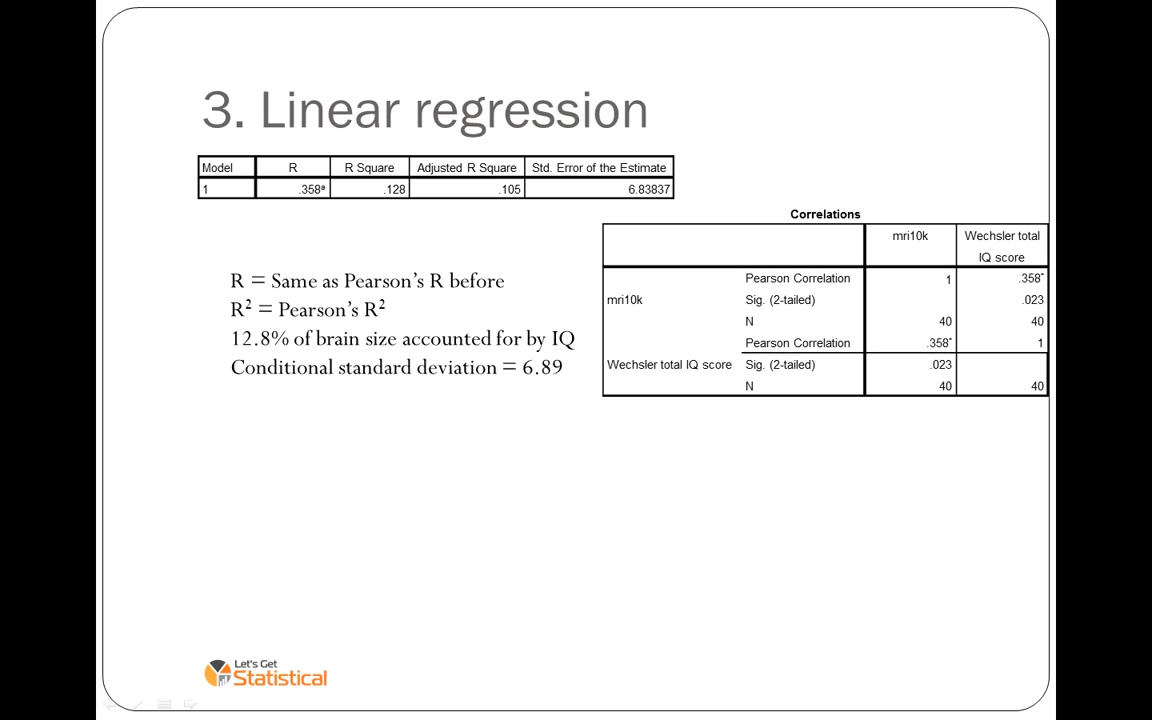 3. Linear regression
Model R R Square Adjusted R Square Std. Error of the Estimate
1 .358ᵃ .128 .105 6.83837
Correlations
mri10k Wechsler total
IQ score
Pearson Correlation 1 .358*
mri10k Sig. (2-tailed) .023
N 40 40
Pearson Correlation .358* 1
Wechsler total IQ score Sig. (2-tailed) .023
N 40 40
R = Same as Pearson's R before
R² = Pearson's R²
12.8% of brain size accounted for by IQ
Conditional standard deviation = 6.89
Let's Get
Statistical